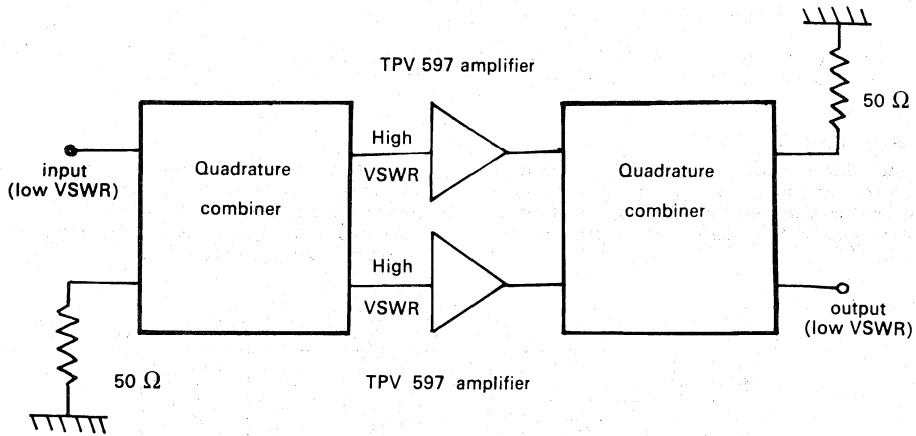 TPV 597 amplifier
50 Ω
input
(low VSWR)
Quadrature
combiner
High
VSWR
Quadrature
combiner
High
VSWR
output
(low VSWR)
50 Ω
TPV 597 amplifier